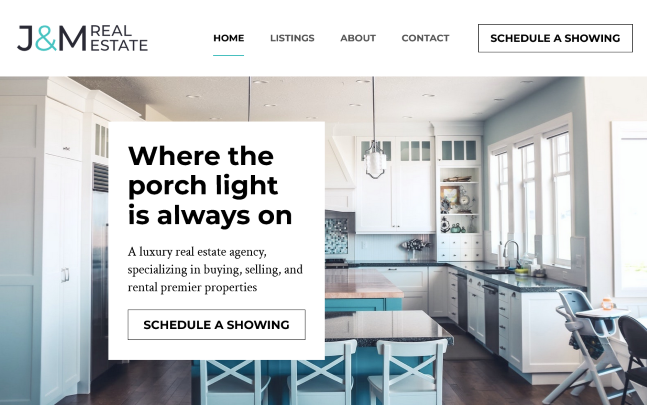 J&M REAL
ESTATE
HOME LISTINGS ABOUT CONTACT SCHEDULE A SHOWING
Where the
porch light
is always on
A luxury real estate agency,
specializing in buying, selling, and
rental premier properties
SCHEDULE A SHOWING